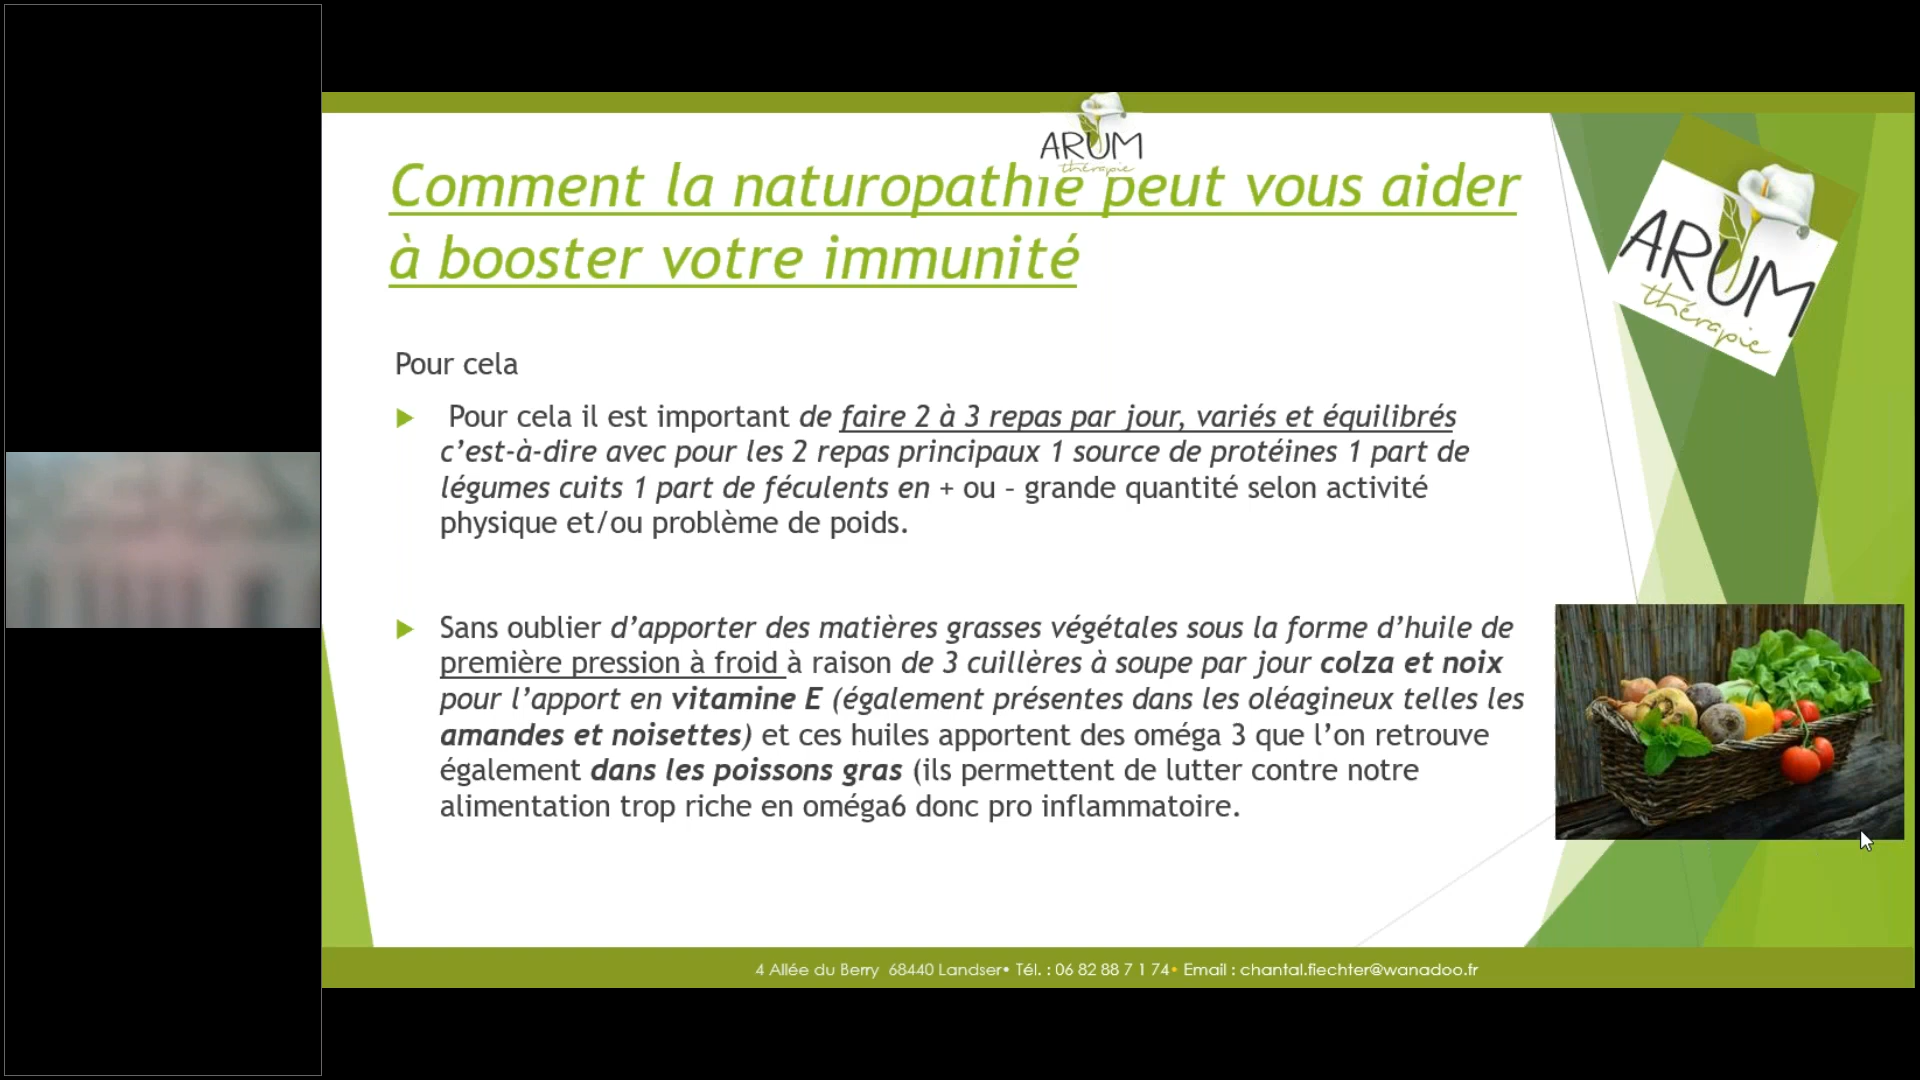 ARUM
thérapie
Comment la naturopathie peut vous aider
à booster votre immunité
ARUM
thérapie
Pour cela
Pour cela il est important de faire 2 à 3 repas par jour, variés et équilibrés
c’est-à-dire avec pour les 2 repas principaux 1 source de protéines 1 part de
légumes cuits 1 part de féculents en + ou – grande quantité selon activité
physique et/ou problème de poids.
Sans oublier d’apporter des matières grasses végétales sous la forme d’huile de
première pression à froid à raison de 3 cuillères à soupe par jour colza et noix
pour l’apport en vitamine E (également présentes dans les oléagineux telles les
amandes et noisettes) et ces huiles apportent des oméga 3 que l’on retrouve
également dans les poissons gras (ils permettent de lutter contre notre
alimentation trop riche en oméga6 donc pro inflammatoire.
4 Allée du Berry 68440 Landser• Tél. : 06 82 88 7 1 74• Email : chantal.fiechter@wanadoo.fr